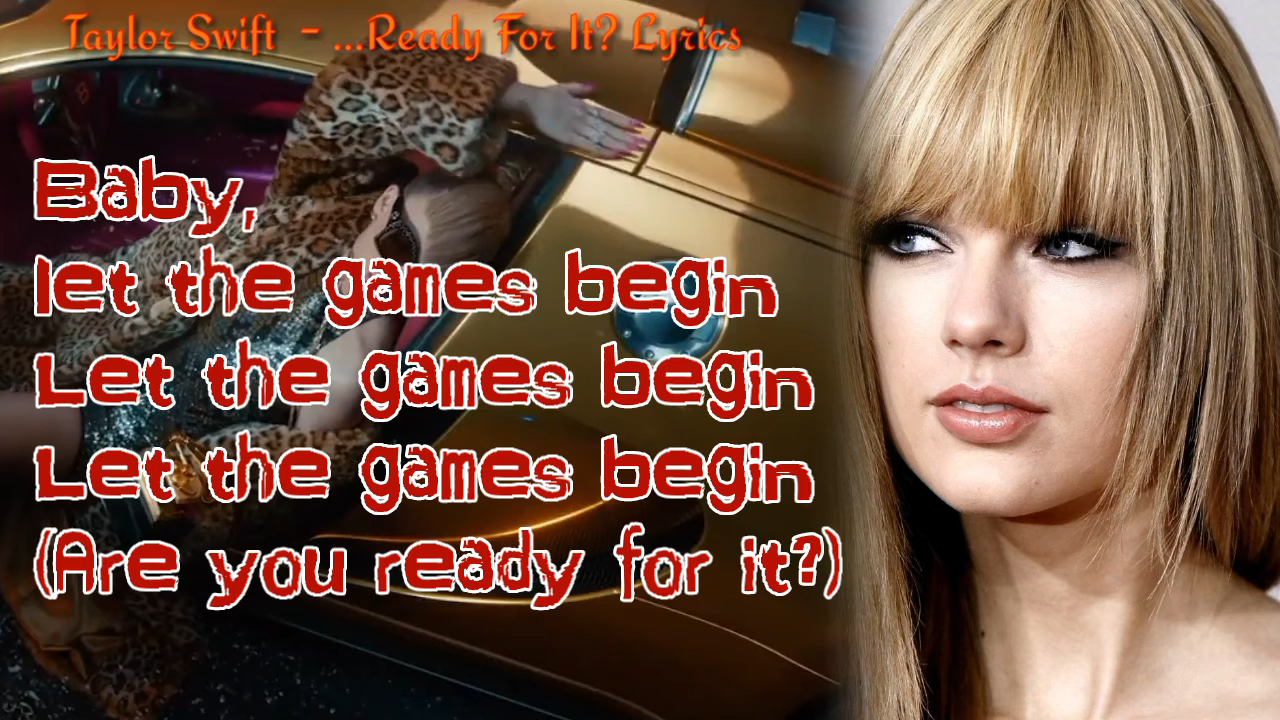 Taylor Swift - ...Ready For It? Lyrics
Baby,
let the games begin
Let the games begin
Let the games begin
(Are you ready for it?)